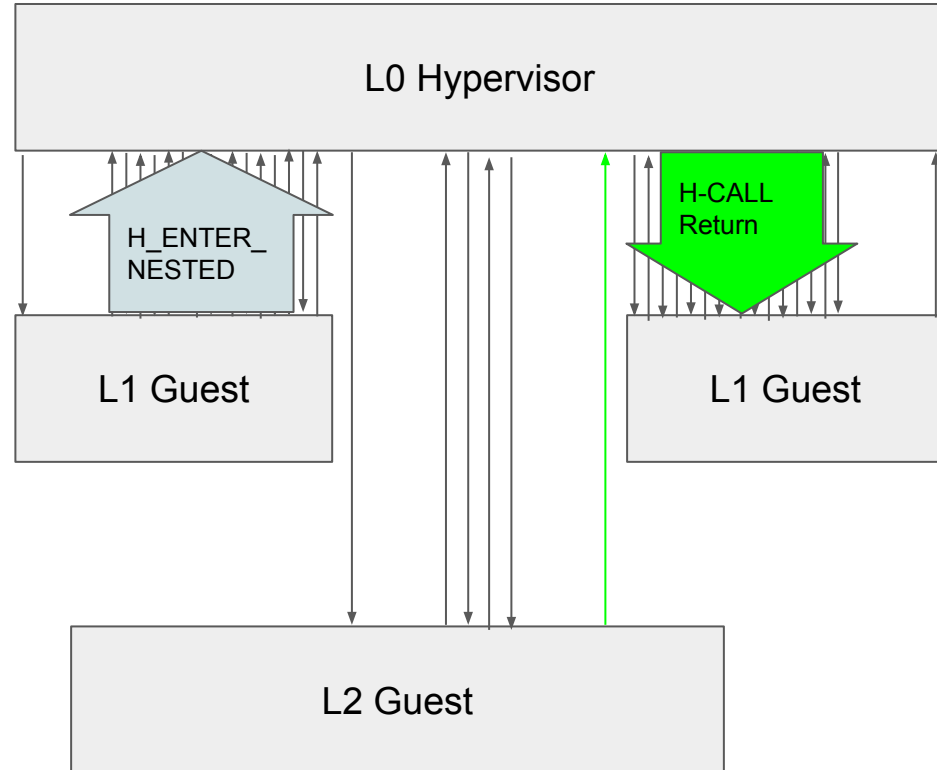 L0 Hypervisor
H_ENTER_
NESTED
H-CALL
Return
L1 Guest
L1 Guest
L2 Guest